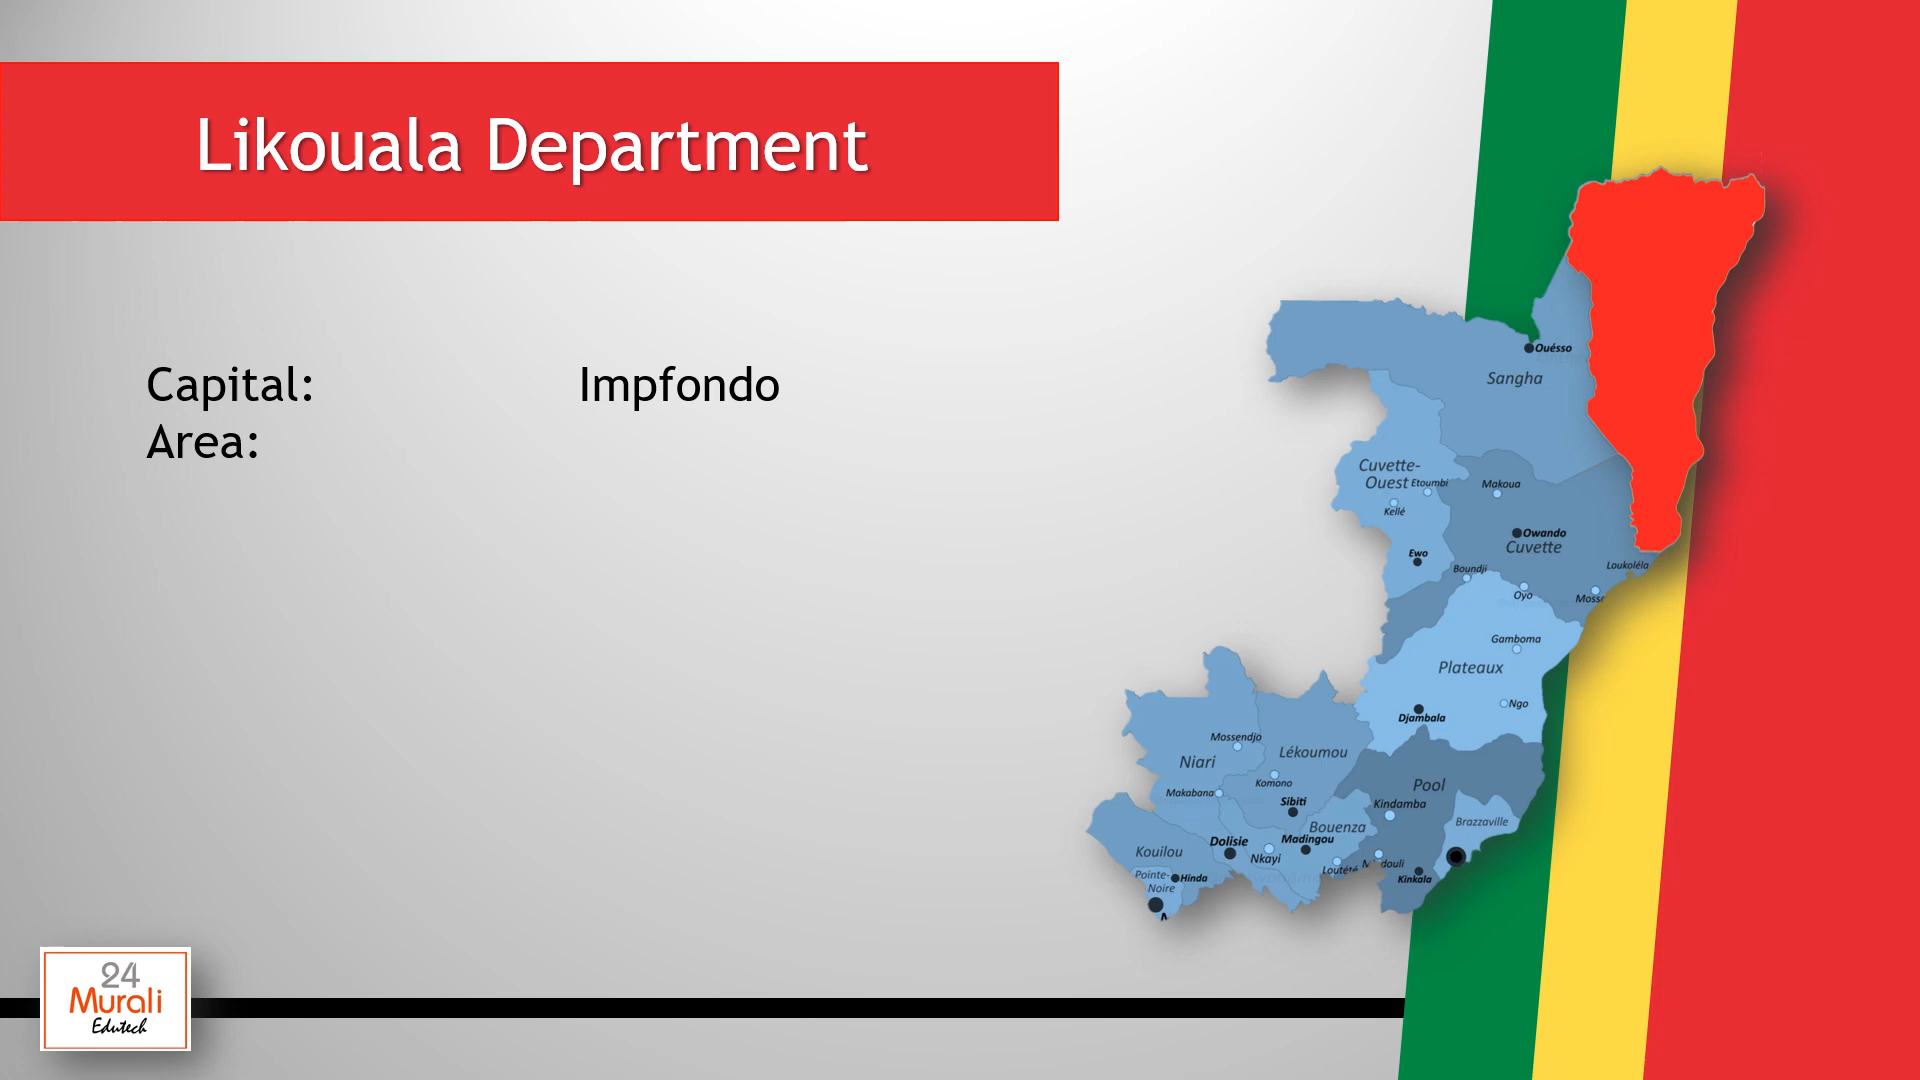 Likouala Department
Capital: Impfondo
Area:
Ouésso
Sangha
Cuvette-
Ouest
Etoumbi
Makoua
Kellé
Owando
Cuvette
Ewo
Boundji
Loukoléla
Oyo
Gamboma
Plateaux
Ngo
Djambala
Mossendjo
Niari
Lékoumou
Komono
Makabana
Sibiti
Pool
Kindamba
Bouenza
Brazzaville
Dolisie
Madingou
Nkayi
Loutété
Kouilou
Pointe-
Noire
Hinda
Kinkala
24
Murali
Edutech